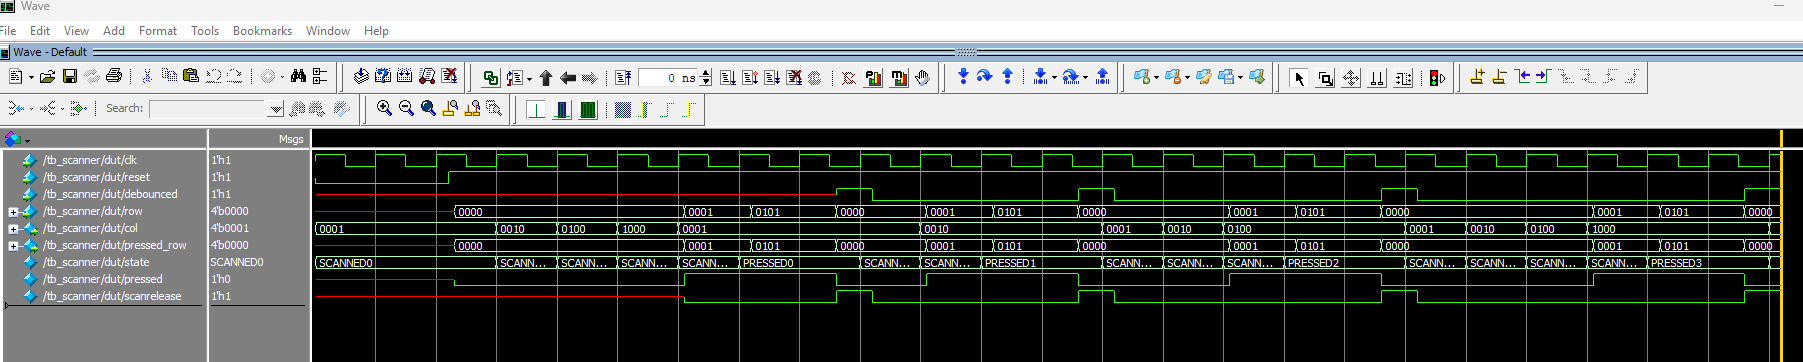 Wave
File Edit View Add Format Tools Bookmarks Window Help
Wave - Default
0 ns
Search:
Msgs
/tb_scanner/dut/clk 1'h1
/tb_scanner/dut/reset 1'h1
/tb_scanner/dut/debounced 1'h1
/tb_scanner/dut/row 4'b0000 0000 0001 0101 0000 0001 0101 0000 0001 0101 0000 0001 0101 0000
/tb_scanner/dut/col 4'b0001 0001 0010 0100 1000 0001 0010 0001 0010 0100 0001 0010 0100 1000
/tb_scanner/dut/pressed_row 4'b0000 0000 0001 0101 0000 0001 0101 0000 0001 0101 0000 0001 0101 0000
/tb_scanner/dut/state SCANNED0 SCANNED0 SCANN... SCANN... SCANN... SCANN... PRESSED0 SCANN... SCANN... PRESSED1 SCANN... SCANN... SCANN... PRESSED2 SCANN... SCANN... SCANN... SCANN... PRESSED3
/tb_scanner/dut/pressed 1'h0
/tb_scanner/dut/scanrelease 1'h1